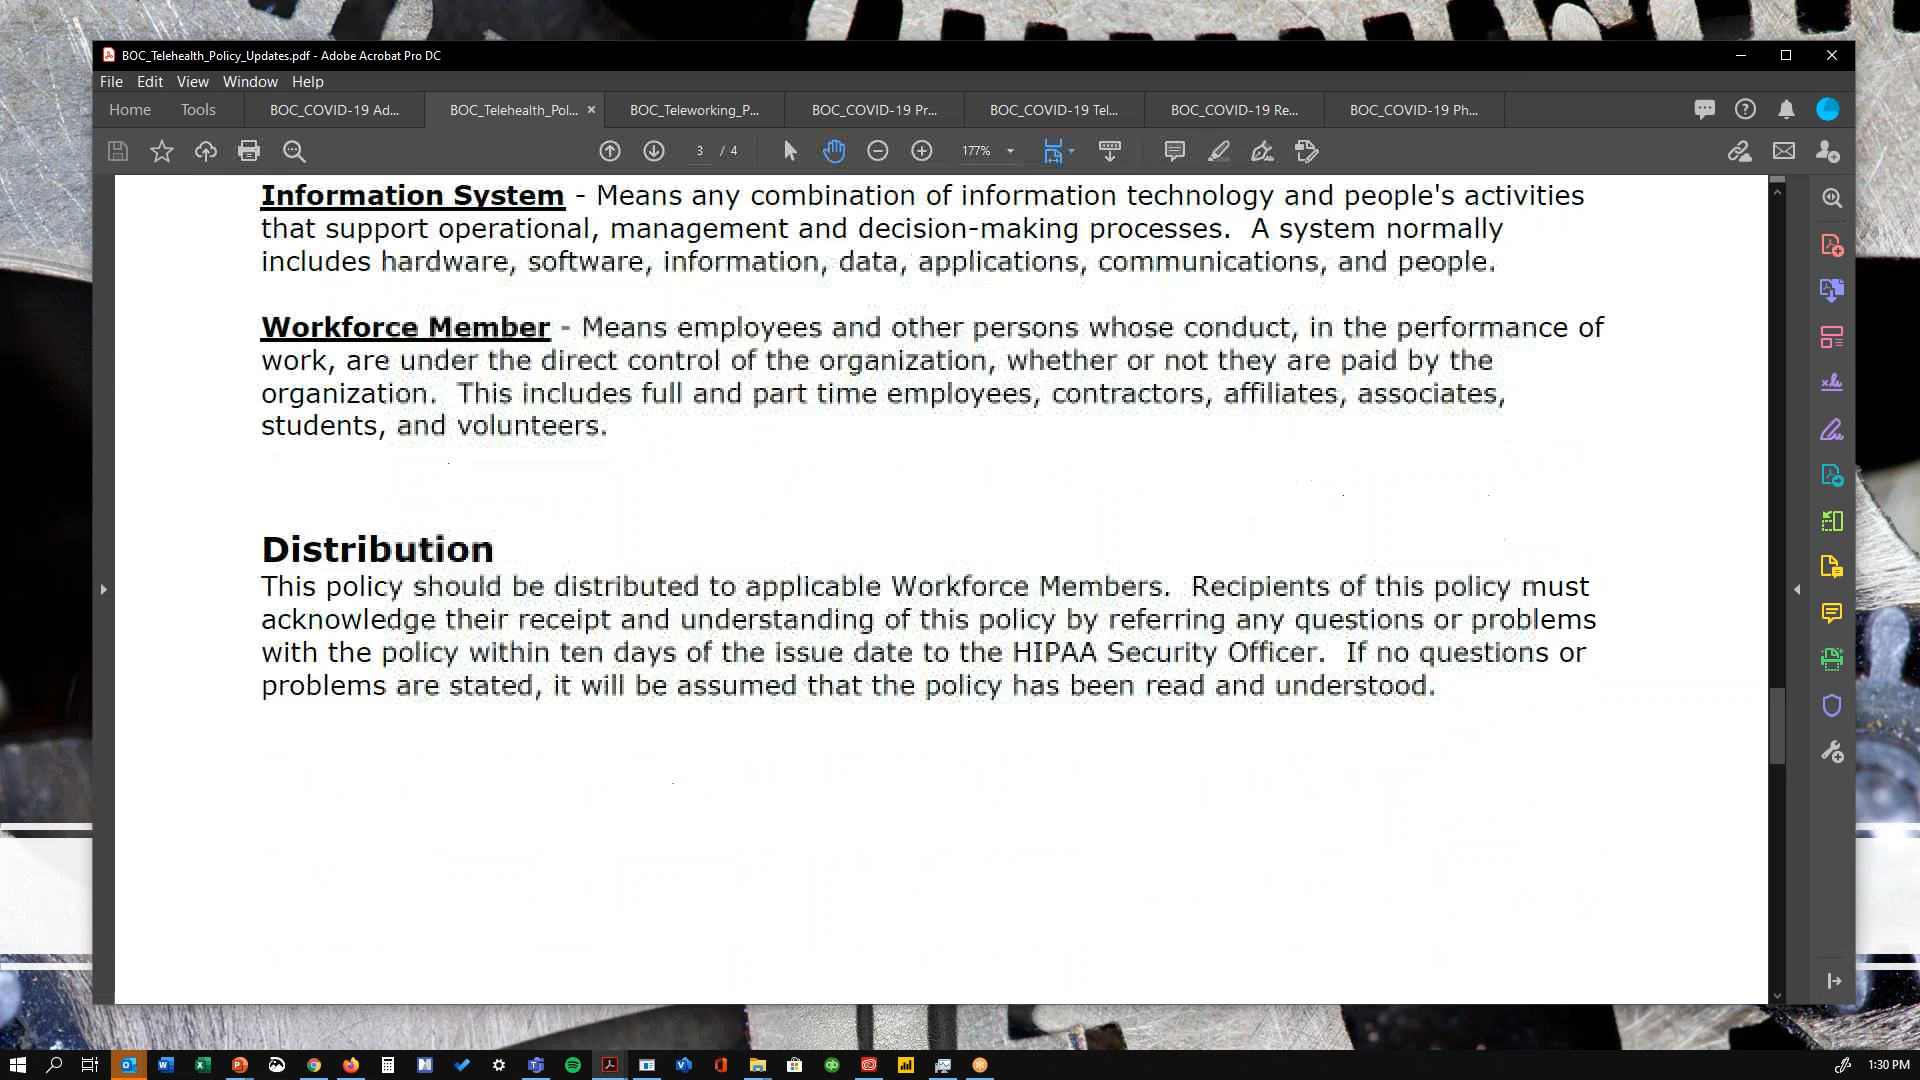 BOC_Telehealth_Policy_Updates.pdf - Adobe Acrobat Pro DC
File Edit View Window Help
Home Tools BOC_COVID-19 Ad... BOC_Telehealth_Pol... BOC_Teleworking_P... BOC_COVID-19 Pr... BOC_COVID-19 Tel... BOC_COVID-19 Re... BOC_COVID-19 Ph...
3 / 4 177%
Information System - Means any combination of information technology and people's activities
that support operational, management and decision-making processes. A system normally
includes hardware, software, information, data, applications, communications, and people.
Workforce Member - Means employees and other persons whose conduct, in the performance of
work, are under the direct control of the organization, whether or not they are paid by the
organization. This includes full and part time employees, contractors, affiliates, associates,
students, and volunteers.
Distribution
This policy should be distributed to applicable Workforce Members. Recipients of this policy must
acknowledge their receipt and understanding of this policy by referring any questions or problems
with the policy within ten days of the issue date to the HIPAA Security Officer. If no questions or
problems are stated, it will be assumed that the policy has been read and understood.
1:30 PM